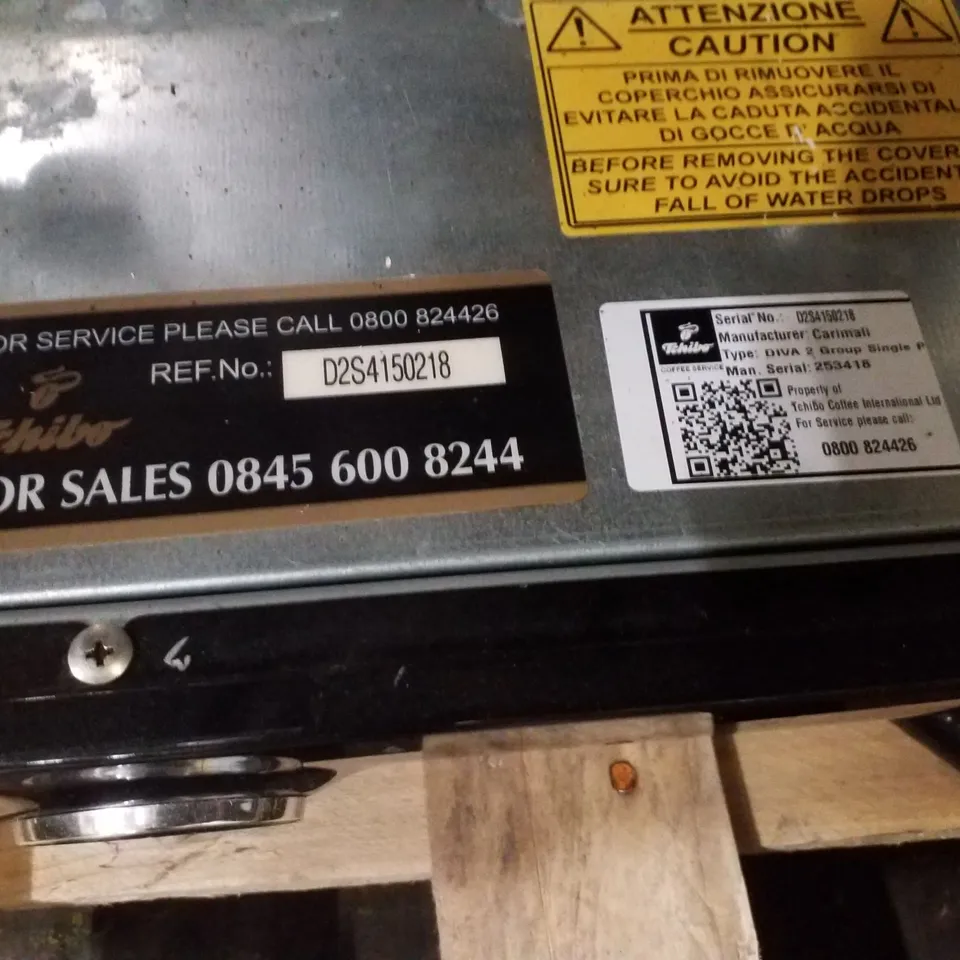 ATTENZIONE
CAUTION
PRIMA DI RIMUOVERE IL
COPERCHIO ASSICURARSI DI
EVITARE LA CADUTA ACCIDENTAL
DI GOCCE D ACQUA
BEFORE REMOVING THE COVER
SURE TO AVOID THE ACCIDENT
FALL OF WATER DROPS
OR SERVICE PLEASE CALL 0800 824426
REF.No.: D2S4150218
Tchibo
OR SALES 0845 600 8244
Tchibo
COFFEE SERVICE
Serial No.: D2S4150218
Manufacturer Carimali
Type: DIVA 2 Group Single P
Man. Serial: 253418
Property of
Tchibo Coffee International Ltd
For Service please call:
0800 824426